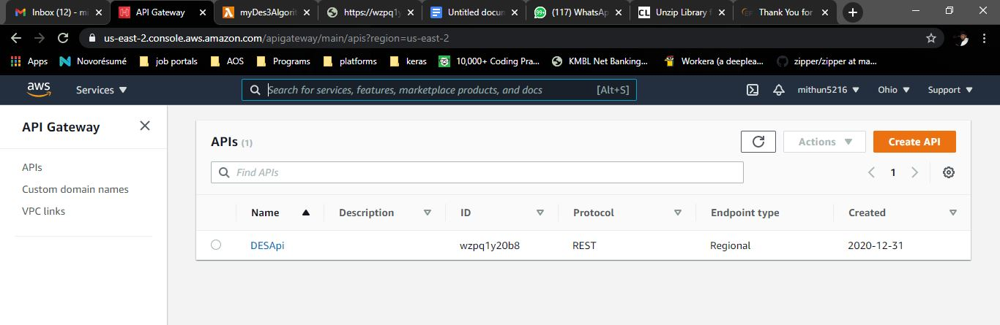 Inbox (12) - mi
API Gateway
myDes3Algorit
https://wzpq1y
Untitled docum
99+ (117) WhatsAp
CL Unzip Library f
Thank You for
us-east-2.console.aws.amazon.com/apigateway/main/apis?region=us-east-2
Apps Novorésumé job portals AOS Programs platforms keras 10,000+ Coding Pra... KMBL Net Banking... Workera (a deeplea... zipper/zipper at ma...
aws Services Search for services, features, marketplace products, and docs [Alt+S] mithun5216 Ohio Support
API Gateway
APIs
Custom domain names
VPC links
APIs (1) Actions Create API
Find APIs 1
Name Description ID Protocol Endpoint type Created
DESApi wzpq1y20b8 REST Regional 2020-12-31